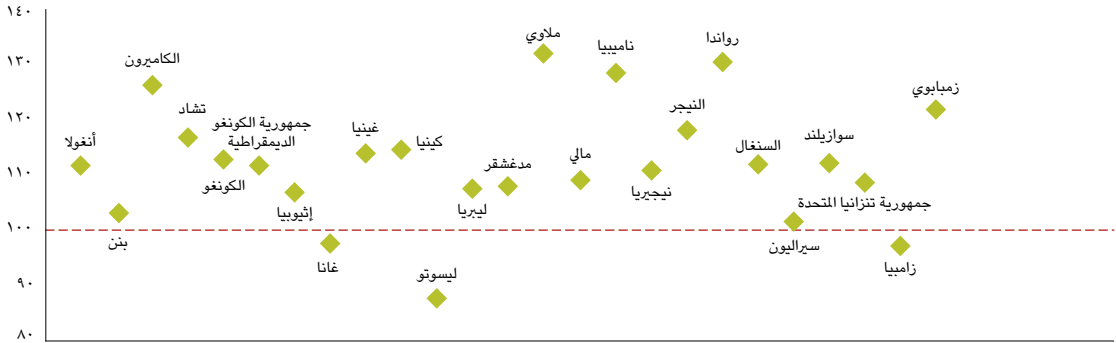 ١٤٠
١٣٠
١٢٠
١١٠
١٠٠
٩٠
٨٠
أنغولا
بنن
الكاميرون
تشاد
الكونغو
جمهورية الكونغو
الديمقراطية
إثيوبيا
غانا
غينيا
كينيا
ليسوتو
ليبريا
مدغشقر
ملاوي
مالي
ناميبيا
نيجيريا
النيجر
رواندا
السنغال
سيراليون
سوازيلند
جمهورية تنزانيا المتحدة
زامبيا
زمبابوي